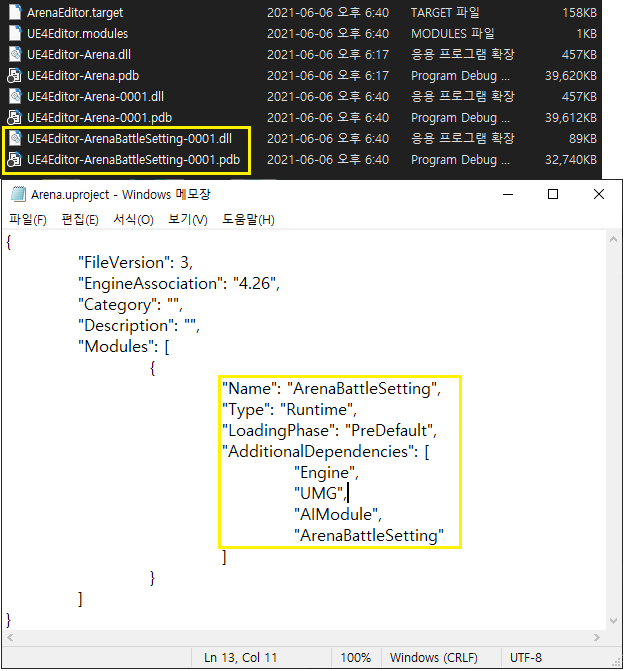 ArenaEditor.target 2021-06-06 오후 6:40 TARGET 파일 158KB
UE4Editor.modules 2021-06-06 오후 6:40 MODULES 파일 1KB
UE4Editor-Arena.dll 2021-06-06 오후 6:17 응용 프로그램 확장 457KB
UE4Editor-Arena.pdb 2021-06-06 오후 6:17 Program Debug ... 39,620KB
UE4Editor-Arena-0001.dll 2021-06-06 오후 6:40 응용 프로그램 확장 457KB
UE4Editor-Arena-0001.pdb 2021-06-06 오후 6:40 Program Debug ... 39,612KB
UE4Editor-ArenaBattleSetting-0001.dll 2021-06-06 오후 6:40 응용 프로그램 확장 89KB
UE4Editor-ArenaBattleSetting-0001.pdb 2021-06-06 오후 6:40 Program Debug ... 32,740KB
Arena.uproject - Windows 메모장
파일(F) 편집(E) 서식(O) 보기(V) 도움말(H)
{
"FileVersion": 3,
"EngineAssociation": "4.26",
"Category": "",
"Description": "",
"Modules": [
{
"Name": "ArenaBattleSetting",
"Type": "Runtime",
"LoadingPhase": "PreDefault",
"AdditionalDependencies": [
"Engine",
"UMG",
"AIModule",
"ArenaBattleSetting"
]
}
]
}
Ln 13, Col 11 100% Windows (CRLF) UTF-8